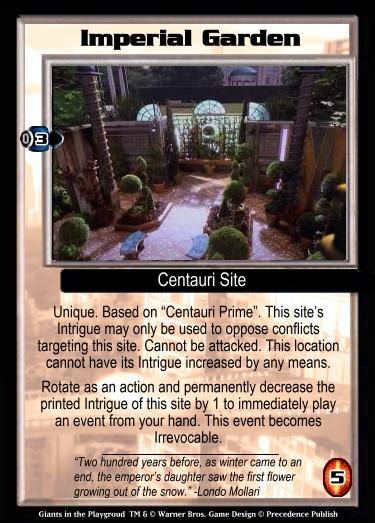 Imperial Garden
3
Centauri Site
Unique. Based on “Centauri Prime”. This site's
Intrigue may only be used to oppose conflicts
targeting this site. Cannot be attacked. This location
cannot have its Intrigue increased by any means.
Rotate as an action and permanently decrease the
printed Intrigue of this site by 1 to immediately play
an event from your hand. This event becomes
Irrevocable.
“Two hundred years before, as winter came to an
end, the emperor's daughter saw the first flower
growing out of the snow." -Londo Mollari
5
Giants in the Playgroud TM & © Warner Bros. Game Design © Precedence Publish